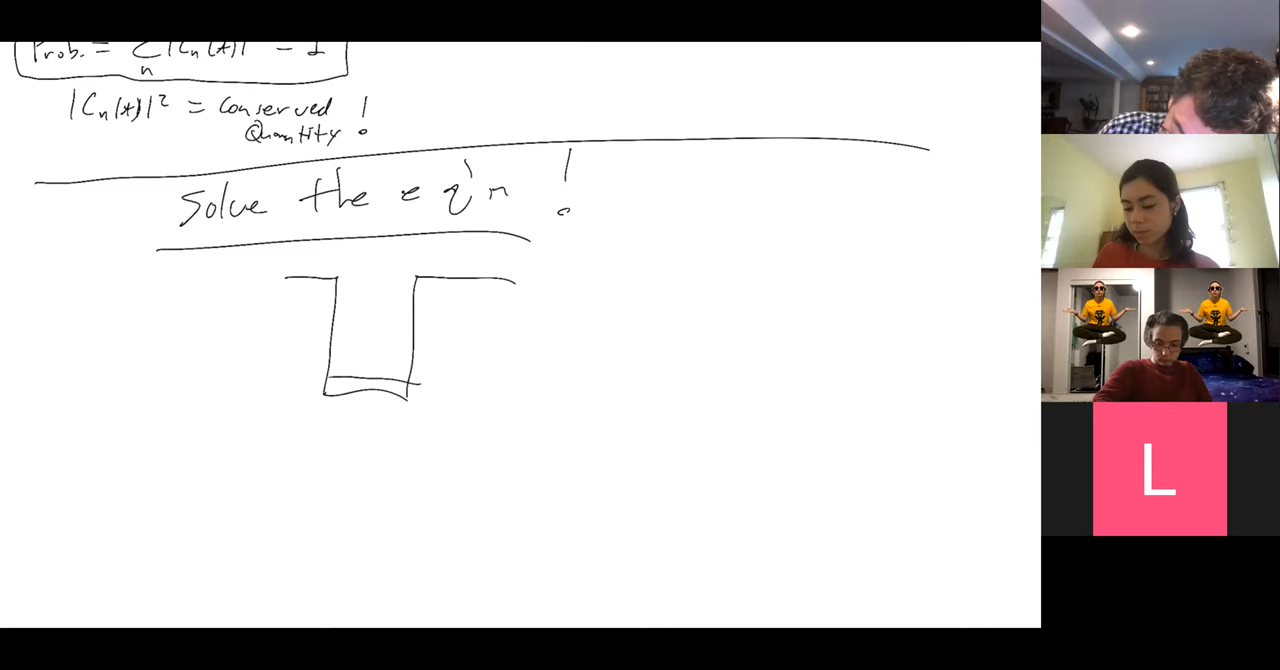 Prob. = Σ |Cn(t)|² = 1
n
|Cn(t)|² = Conserved !
Quantity
Solve the eq'n !
L